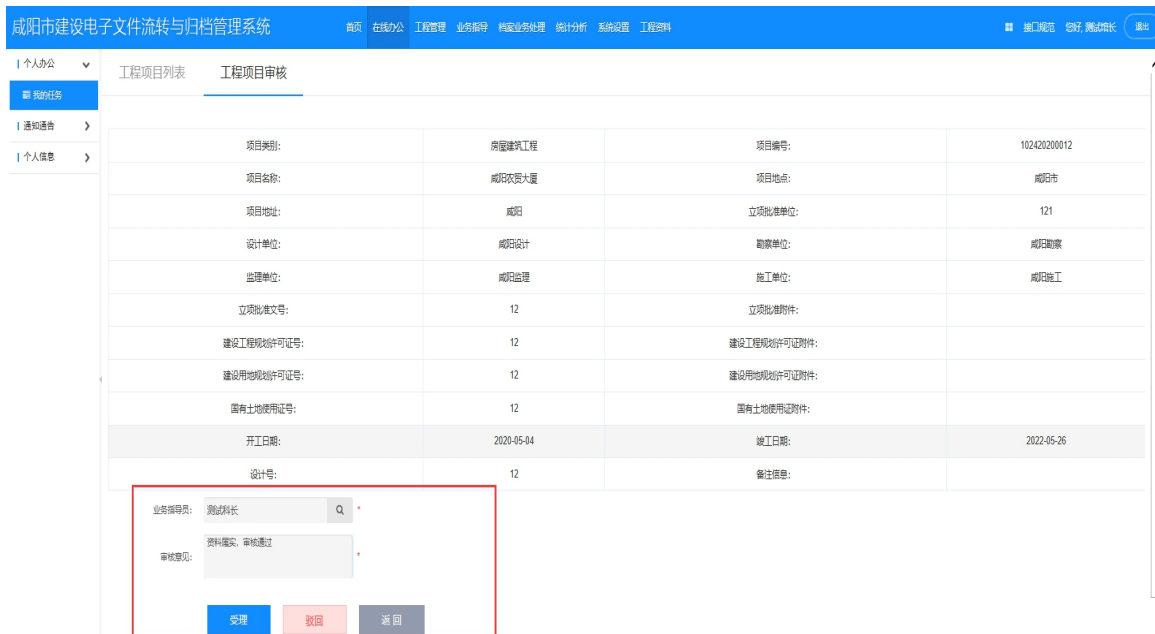 咸阳市建设电子文件流转与归档管理系统 首页 在线办公 工程管理 业务指导 档案业务处理 统计分析 系统设置 工程资料 接口规范 您好, 测试馆长 退出
个人办公
我的任务
通知通告
个人信息
工程项目列表 工程项目审核
项目类别: 房屋建筑工程 项目编号: 102420200012
项目名称: 咸阳农贸大厦 项目地点: 咸阳市
项目地址: 咸阳 立项批准单位: 121
设计单位: 咸阳设计 勘察单位: 咸阳勘察
监理单位: 咸阳监理 施工单位: 咸阳施工
立项批准文号: 12 立项批准附件:
建设工程规划许可证号: 12 建设工程规划许可证附件:
建设用地规划许可证号: 12 建设用地规划许可证附件:
国有土地使用证号: 12 国有土地使用证附件:
开工日期: 2020-05-04 竣工日期: 2022-05-26
设计号: 12 备注信息:
业务指导员: 测试科长 *
审核意见: 资料属实, 审核通过 *
受理 驳回 返回